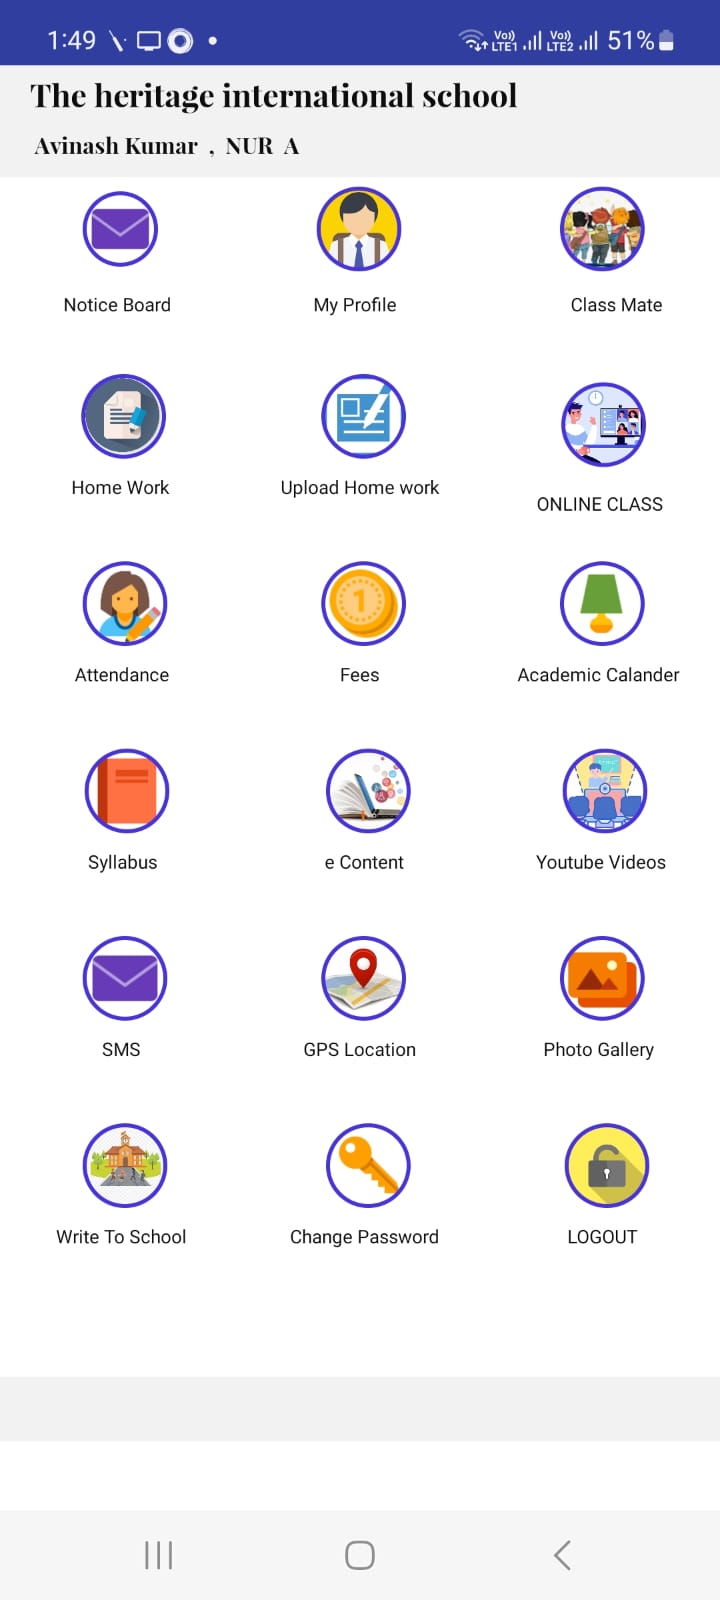 1:49 Vo)) LTE1 Vo)) LTE2 51%
The heritage international school
Avinash Kumar , NUR A
Notice Board My Profile Class Mate
Home Work Upload Home work ONLINE CLASS
1
Attendance Fees Academic Calander
Syllabus e Content Youtube Videos
SMS GPS Location Photo Gallery
Write To School Change Password LOGOUT